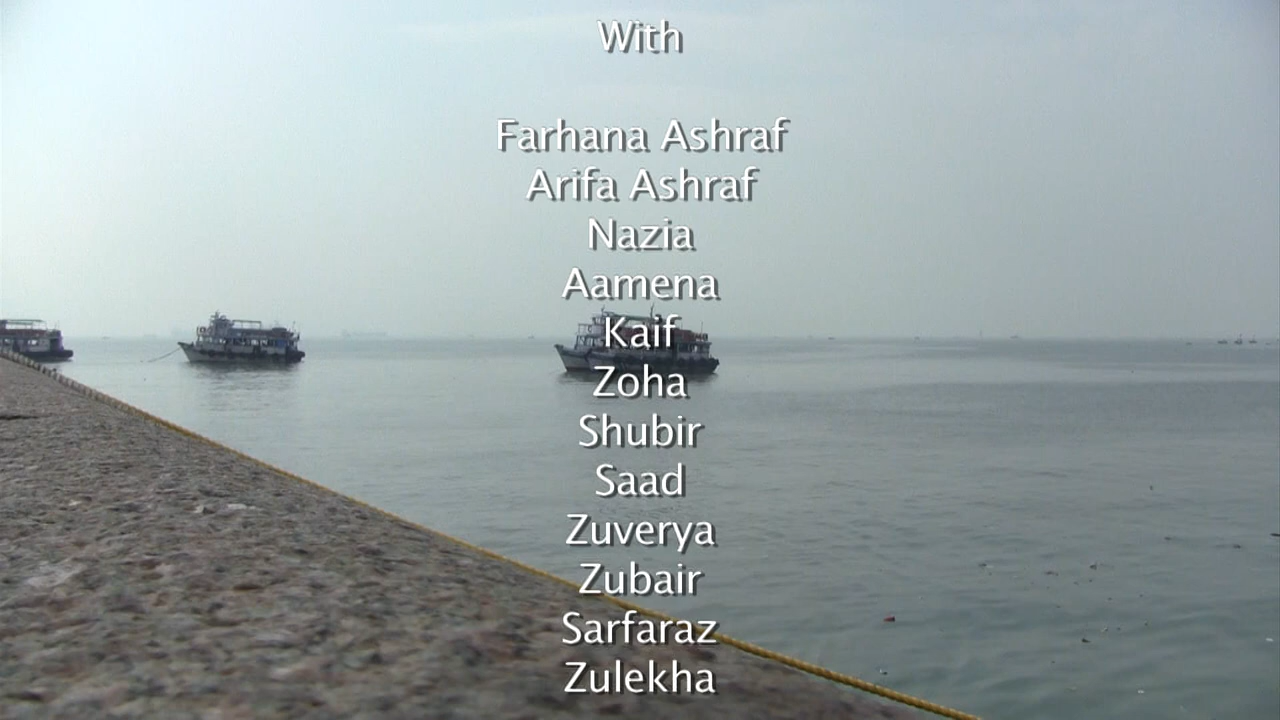 With
Farhana Ashraf
Arifa Ashraf
Nazia
Aamena
Kaif
Zoha
Shubir
Saad
Zuverya
Zubair
Sarfaraz
Zulekha